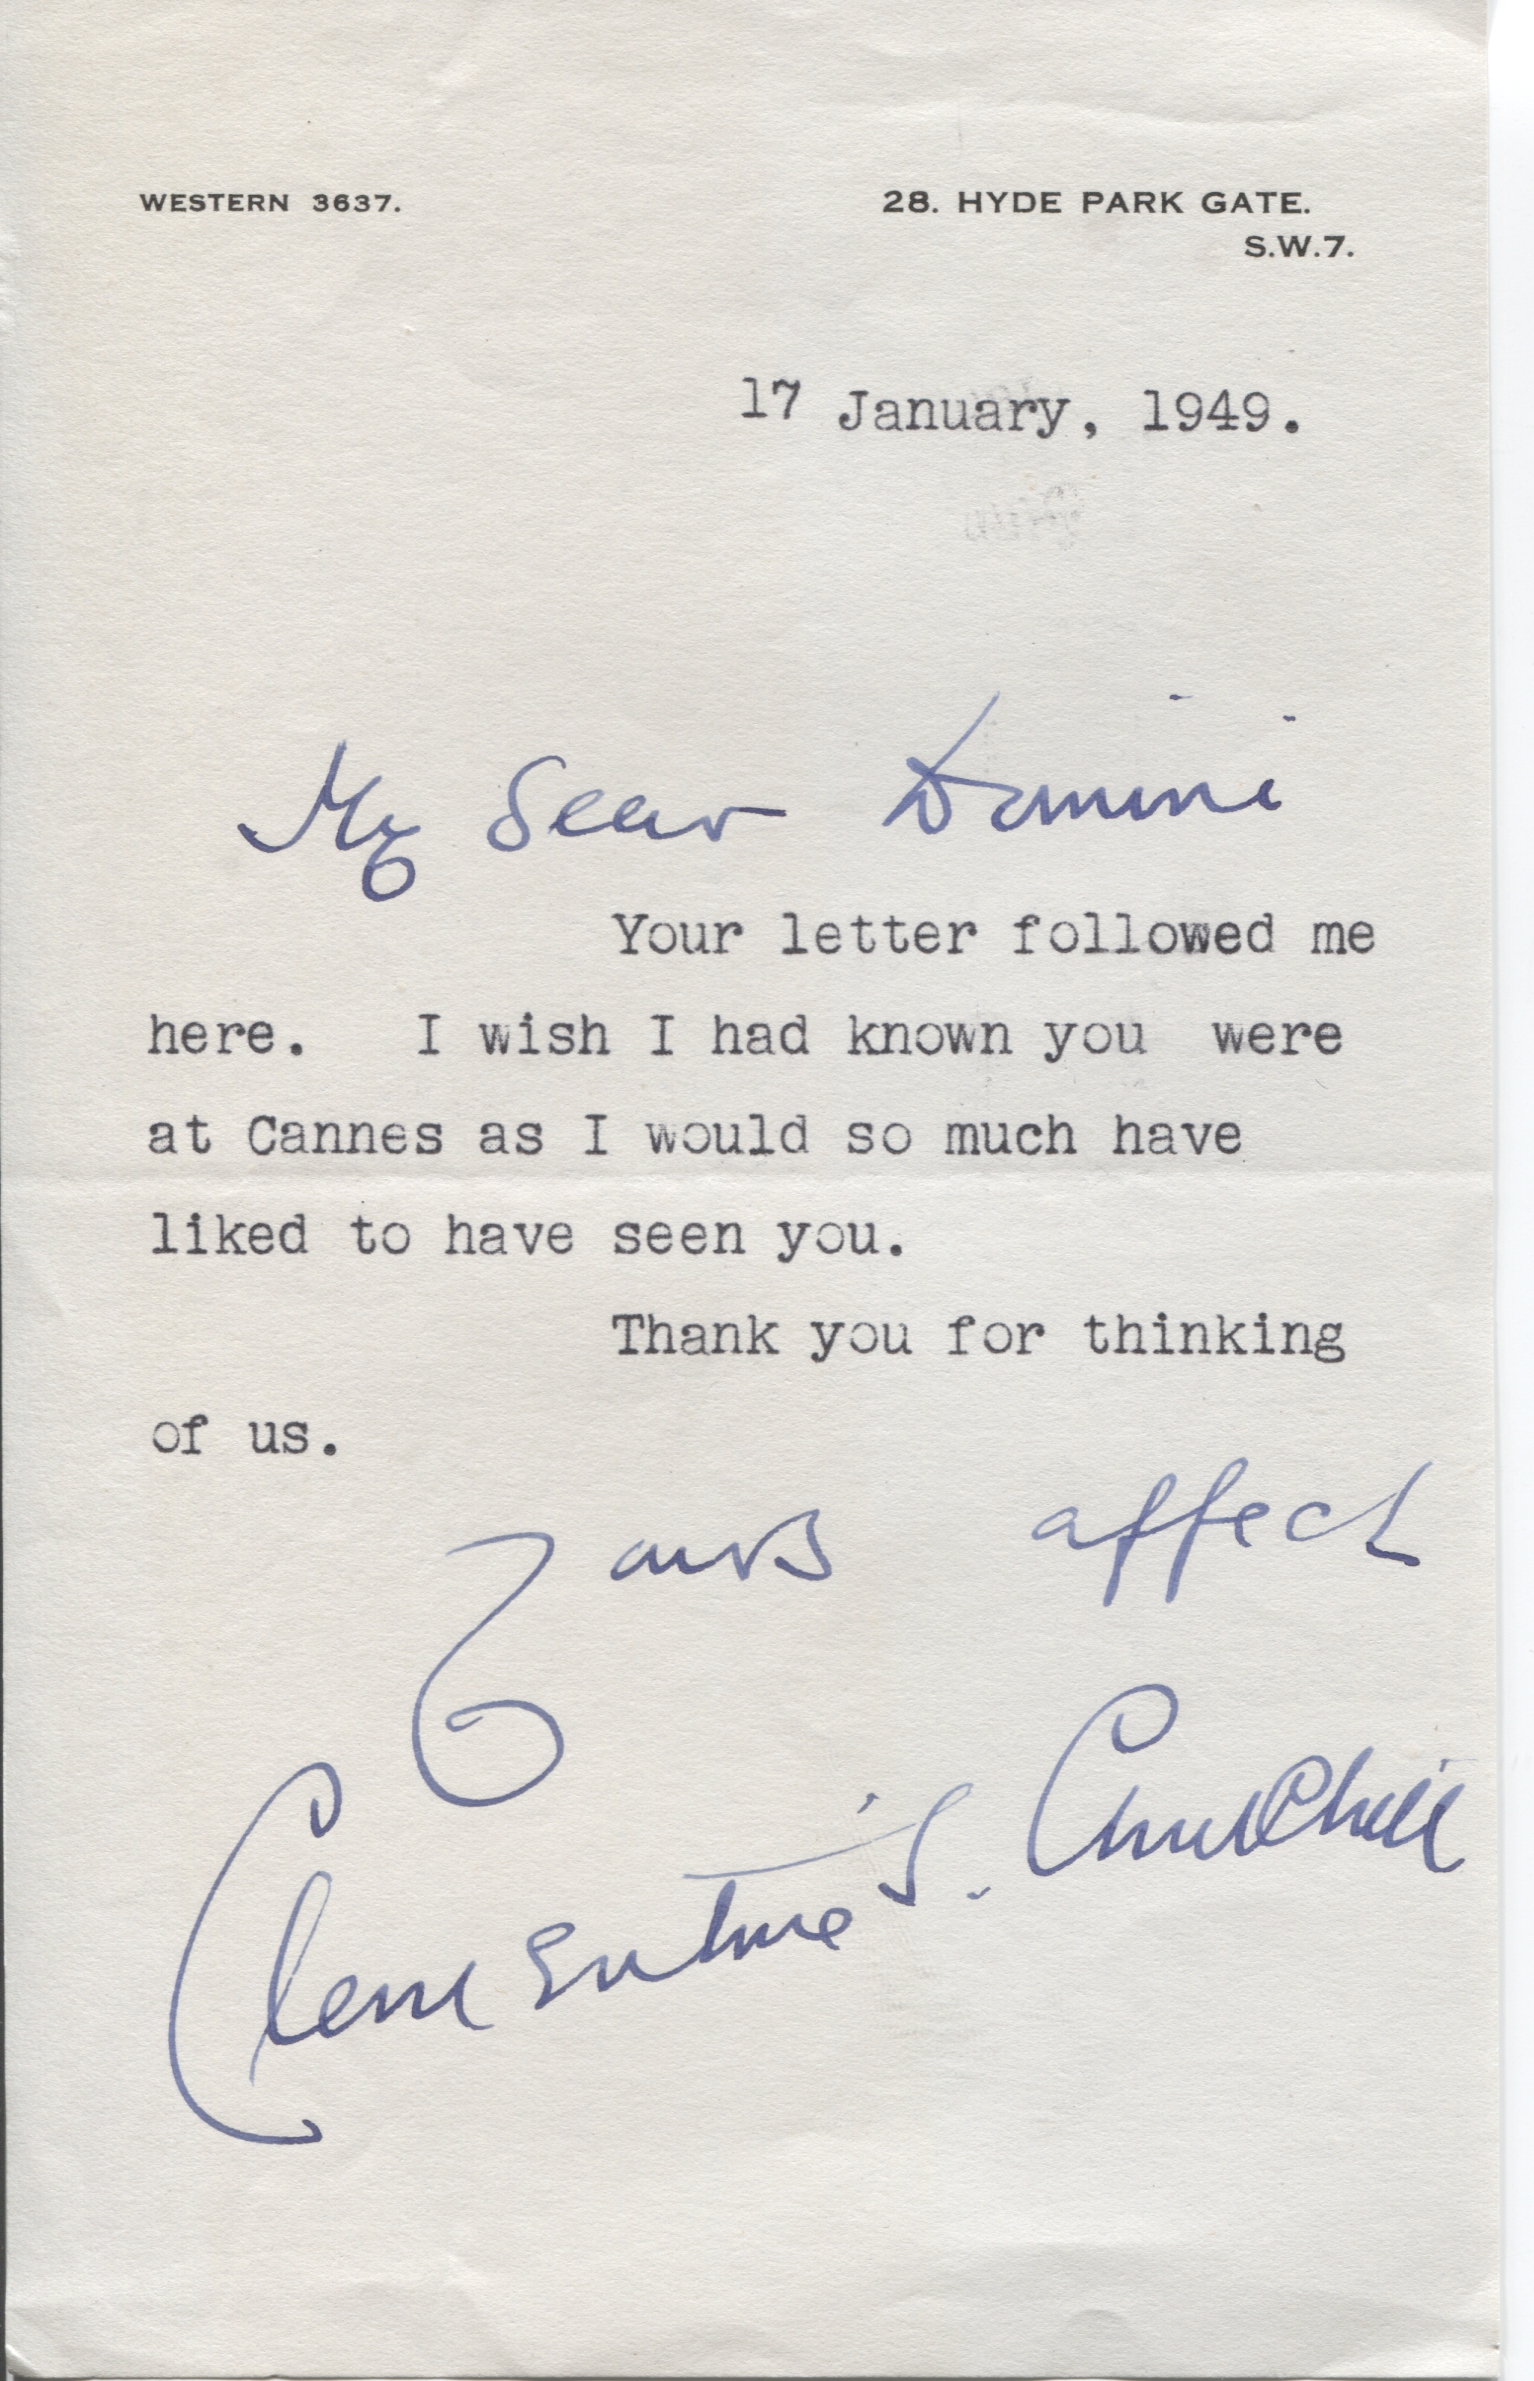 WESTERN 3637.
28. HYDE PARK GATE.
S.W.7.
17 January, 1949.
My dear
Your letter followed me
here. I wish I had known you were
at Cannes as I would so much have
liked to have seen you.
Thank you for thinking
of us.
Yours affect
Clementine S. Churchill